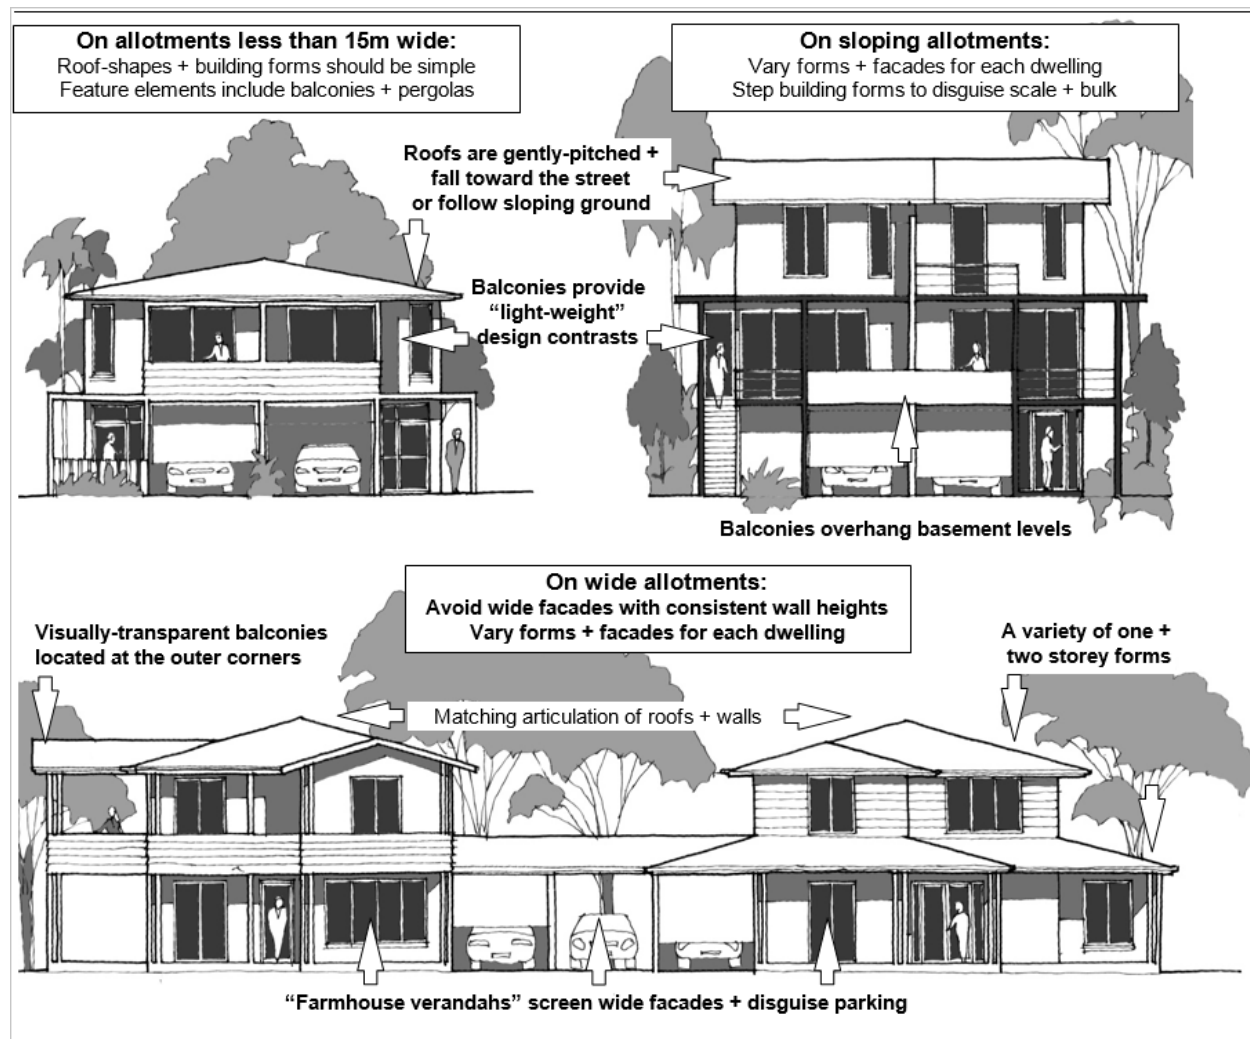 On allotments less than 15m wide:
Roof-shapes + building forms should be simple
Feature elements include balconies + pergolas
On sloping allotments:
Vary forms + facades for each dwelling
Step building forms to disguise scale + bulk
Roofs are gently-pitched +
fall toward the street
or follow sloping ground
Balconies provide
“light-weight”
design contrasts
Balconies overhang basement levels
On wide allotments:
Avoid wide facades with consistent wall heights
Vary forms + facades for each dwelling
Visually-transparent balconies
located at the outer corners
A variety of one +
two storey forms
Matching articulation of roofs + walls
“Farmhouse verandahs” screen wide facades + disguise parking